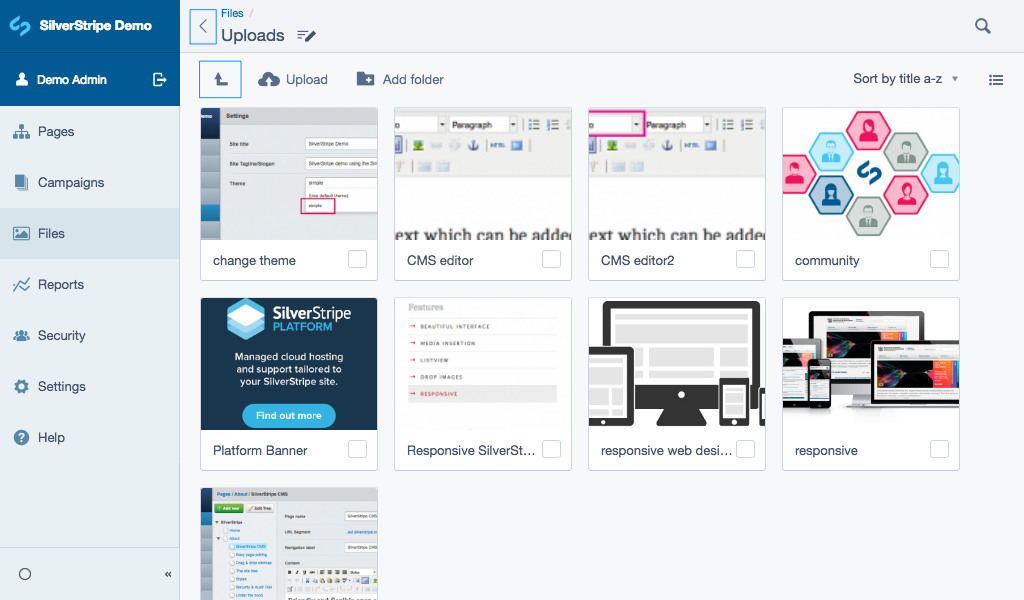 SilverStripe Demo
Files /
Uploads
Demo Admin
Upload
Add folder
Sort by title a-z
Pages
Campaigns
Files
Reports
Security
Settings
Help
«
Settings
Site title
SilverStripe Demo
Site Tagline/Slogan
SilverStripe demo using the Sim
Theme
simple
(Use default theme)
simple
change theme
Paragraph
HTML
ext which can be added
CMS editor
Paragraph
HTML
ext which can be added
CMS editor2
community
SilverStripe
PLATFORM
Managed cloud hosting
and support tailored to
your SilverStripe site.
Find out more
Platform Banner
Features
BEAUTIFUL INTERFACE
MEDIA INSERTION
LISTVIEW
DROP IMAGES
RESPONSIVE
Responsive SilverSt...
responsive web desi...
responsive
Pages / About / SilverStripe CMS
Add new
Edit Tree
SilverStripe
Home
About
SilverStripe CMS
Easy page editing
Drag & drop sitemap
The site tree
Styles
Security & Audit Trail
Under the hood
Page name
SilverStripe CMS
URL Segment
Navigation label
SilverStripe CMS
Content
Styles